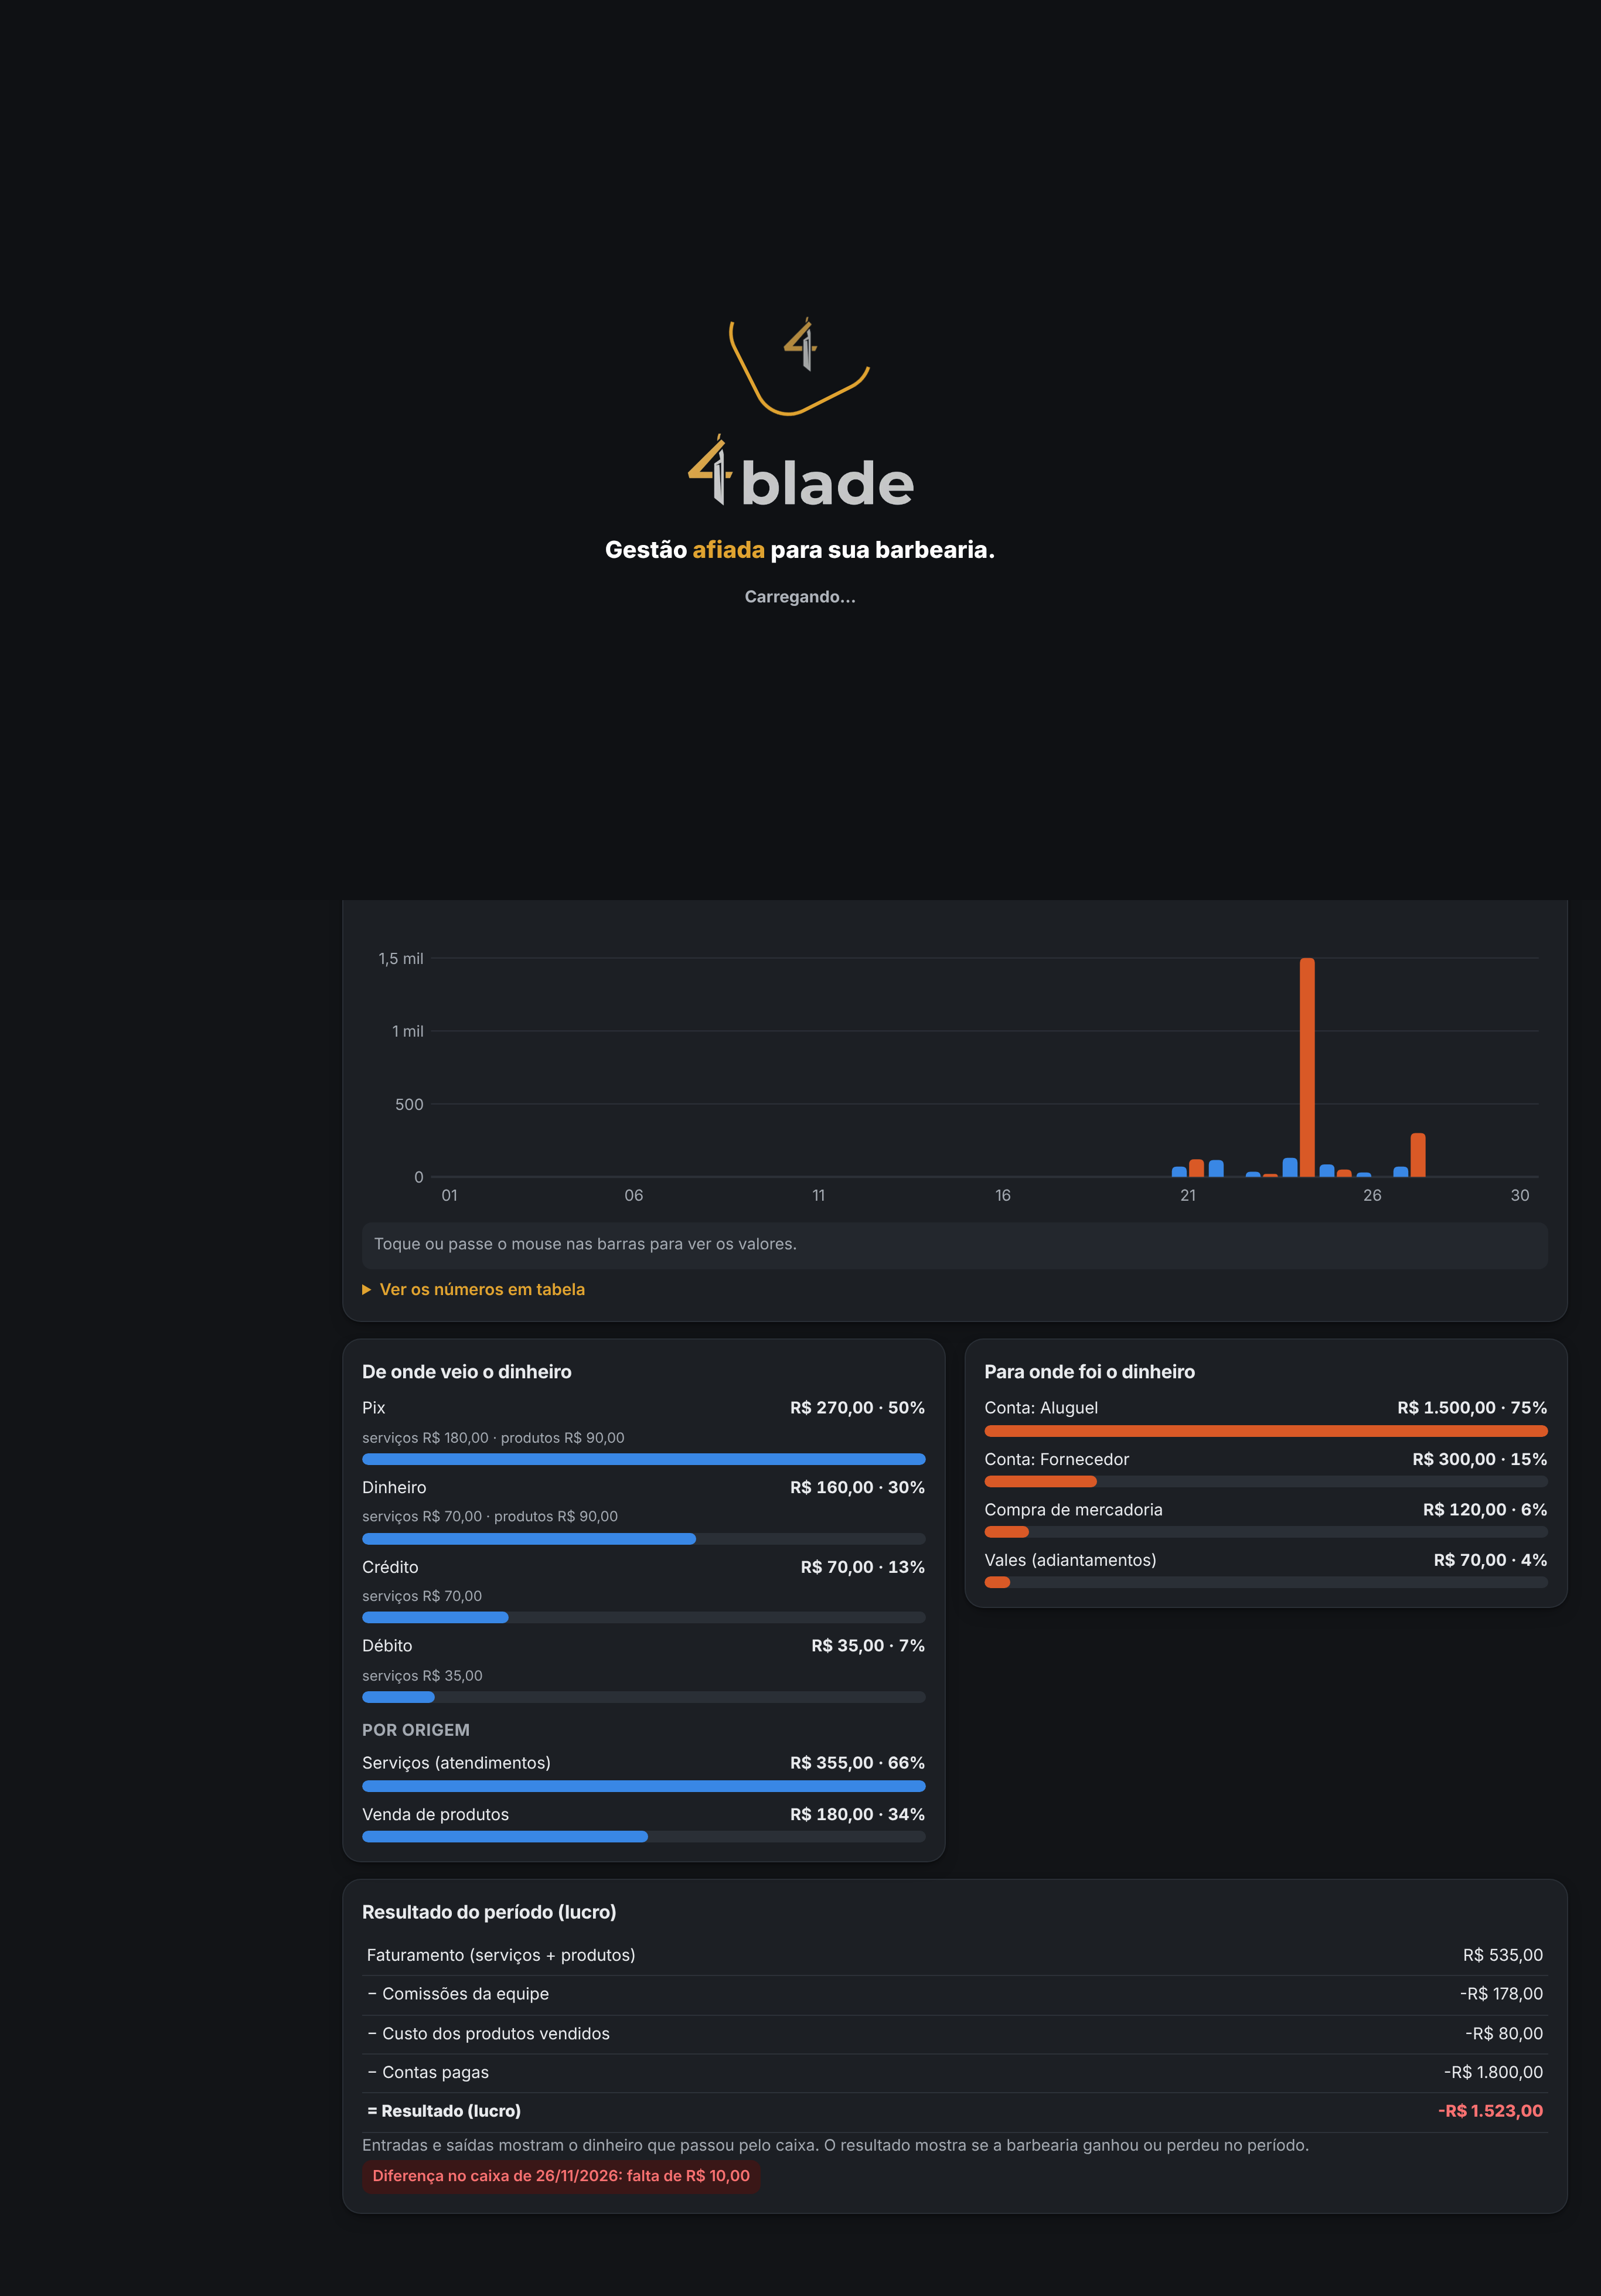 4
4blade
Gestão afiada para sua barbearia.
Carregando...
1,5 mil
1 mil
500
0
01 06 11 16 21 26 30
Toque ou passe o mouse nas barras para ver os valores.
▶ Ver os números em tabela
De onde veio o dinheiro
Pix R$ 270,00 · 50%
serviços R$ 180,00 · produtos R$ 90,00
Dinheiro R$ 160,00 · 30%
serviços R$ 70,00 · produtos R$ 90,00
Crédito R$ 70,00 · 13%
serviços R$ 70,00
Débito R$ 35,00 · 7%
serviços R$ 35,00
POR ORIGEM
Serviços (atendimentos) R$ 355,00 · 66%
Venda de produtos R$ 180,00 · 34%
Para onde foi o dinheiro
Conta: Aluguel R$ 1.500,00 · 75%
Conta: Fornecedor R$ 300,00 · 15%
Compra de mercadoria R$ 120,00 · 6%
Vales (adiantamentos) R$ 70,00 · 4%
Resultado do período (lucro)
Faturamento (serviços + produtos) R$ 535,00
− Comissões da equipe -R$ 178,00
− Custo dos produtos vendidos -R$ 80,00
− Contas pagas -R$ 1.800,00
= Resultado (lucro) -R$ 1.523,00
Entradas e saídas mostram o dinheiro que passou pelo caixa. O resultado mostra se a barbearia ganhou ou perdeu no período.
Diferença no caixa de 26/11/2026: falta de R$ 10,00